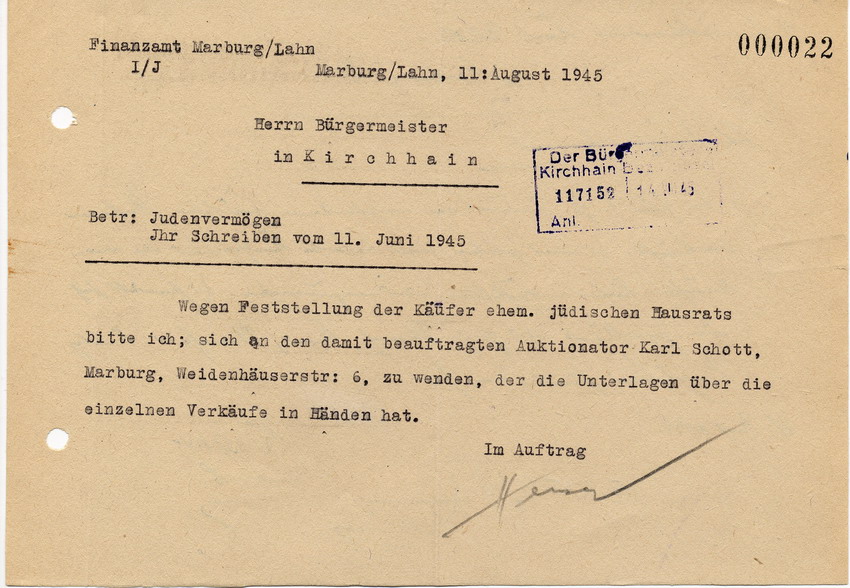 000022
Finanzamt Marburg/Lahn
I/J
Marburg/Lahn, 11:August 1945
Herrn Bürgermeister
in K i r c h h a i n
Der Bür
Kirchhain
117152
Anl.
Betr: Judenvermögen
Jhr Schreiben vom 11. Juni 1945
Wegen Feststellung der Käufer ehem. jüdischen Hausrats
bitte ich; sich an den damit beauftragten Auktionator Karl Schott,
Marburg, Weidenhäuserstr: 6, zu wenden, der die Unterlagen über die
einzelnen Verkäufe in Händen hat.
Im Auftrag